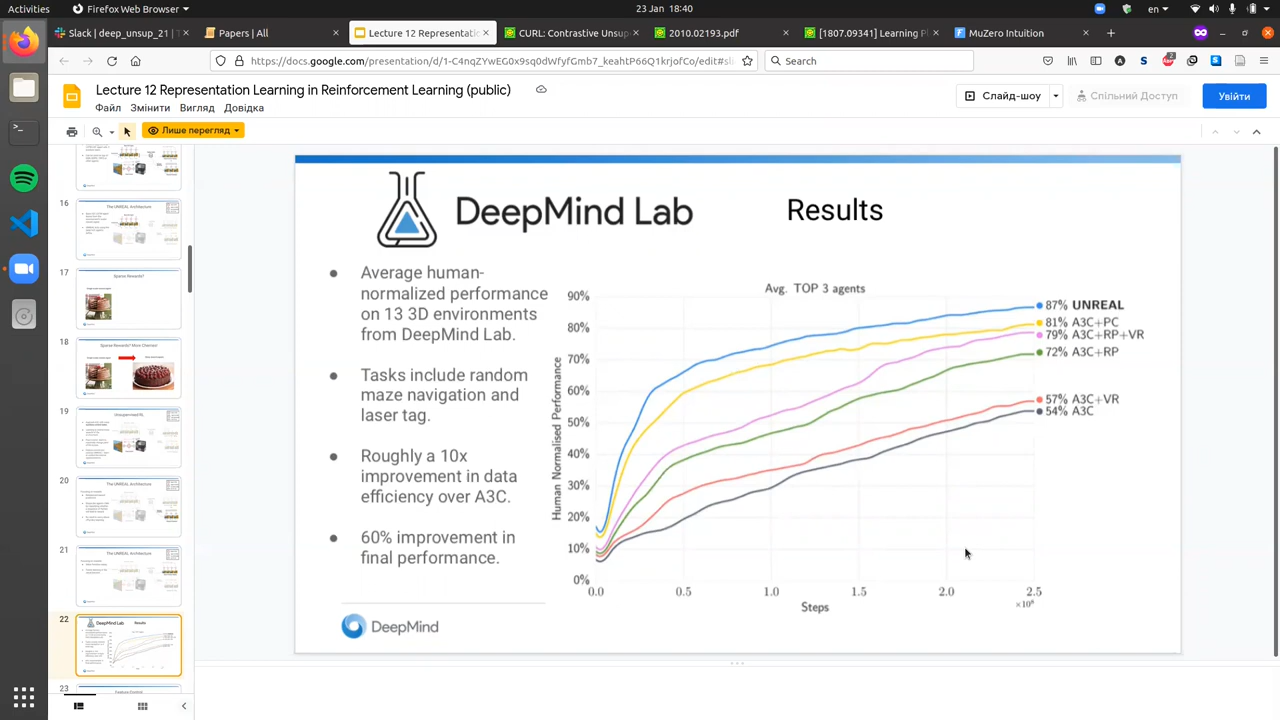 Activities
Firefox Web Browser
23 Jan 18:40
en
Slack | deep_unsup_21 | T
Papers | All
Lecture 12 Representati
CURL: Contrastive Unsup
2010.02193.pdf
[1807.09341] Learning Pl
MuZero Intuition
https://docs.google.com/presentation/d/1-C4nqZYwEG0x9sq0dWfyfGmb7_keahtP66Q1krjofCo/edit#sli
Search
Lecture 12 Representation Learning in Reinforcement Learning (public)
Файл Змінити Вигляд Довідка
Слайд-шоу
Спільний Доступ
Увійти
Лише перегляд
16
The UNREAL Architecture
17
Sparse Rewards?
18
Sparse Rewards? More Cherries!
19
20
The UNREAL Architecture
21
The UNREAL Architecture
22
23
DeepMind Lab
Results
Average human-
normalized performance
on 13 3D environments
from DeepMind Lab.
Tasks include random
maze navigation and
laser tag.
Roughly a 10x
improvement in data
efficiency over A3C.
60% improvement in
final performance.
DeepMind
Avg. TOP 3 agents
Human Normalised Performance
90%
80%
70%
60%
50%
40%
30%
20%
10%
0%
0.0 0.5 1.0 1.5 2.0 2.5
Steps
87% UNREAL
81% A3C+PC
79% A3C+RP+VR
72% A3C+RP
57% A3C+VR
54% A3C